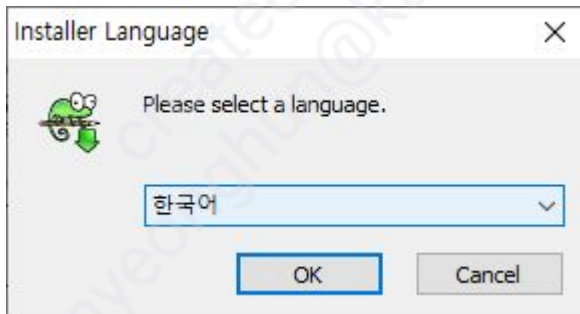 Installer Language
Please select a language.
한국어
OK
Cancel